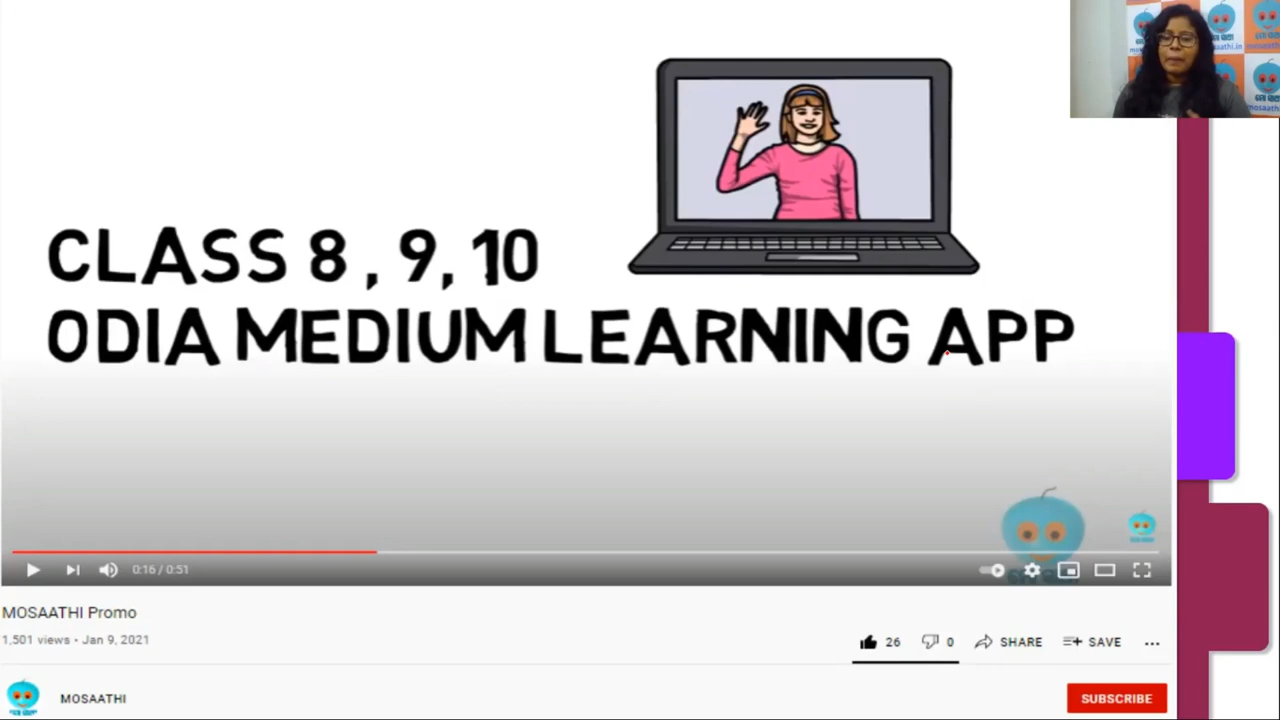 CLASS 8 , 9, 10
ODIA MEDIUM LEARNING APP
0:16 / 0:51
MOSAATHI Promo
1,501 views • Jan 9, 2021
26
0
SHARE
SAVE
MOSAATHI
SUBSCRIBE